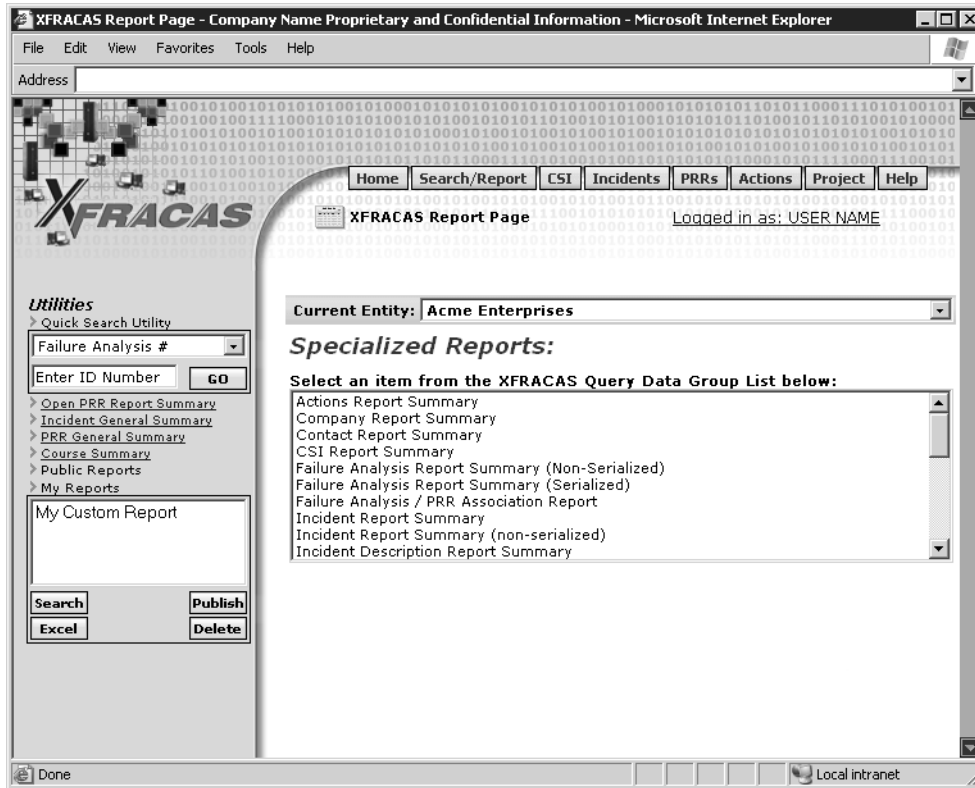 XFRACAS Report Page - Company Name Proprietary and Confidential Information - Microsoft Internet Explorer
File Edit View Favorites Tools Help
Address
Home Search/Report CSI Incidents PRRs Actions Project Help
XFRACAS
XFRACAS Report Page
Logged in as: USER NAME
Utilities
Quick Search Utility
Failure Analysis #
Enter ID Number GO
Open PRR Report Summary
Incident General Summary
PRR General Summary
Course Summary
Public Reports
My Reports
My Custom Report
Search Publish
Excel Delete
Current Entity: Acme Enterprises
Specialized Reports:
Select an item from the XFRACAS Query Data Group List below:
Actions Report Summary
Company Report Summary
Contact Report Summary
CSI Report Summary
Failure Analysis Report Summary (Non-Serialized)
Failure Analysis Report Summary (Serialized)
Failure Analysis / PRR Association Report
Incident Report Summary
Incident Report Summary (non-serialized)
Incident Description Report Summary
Done
Local intranet